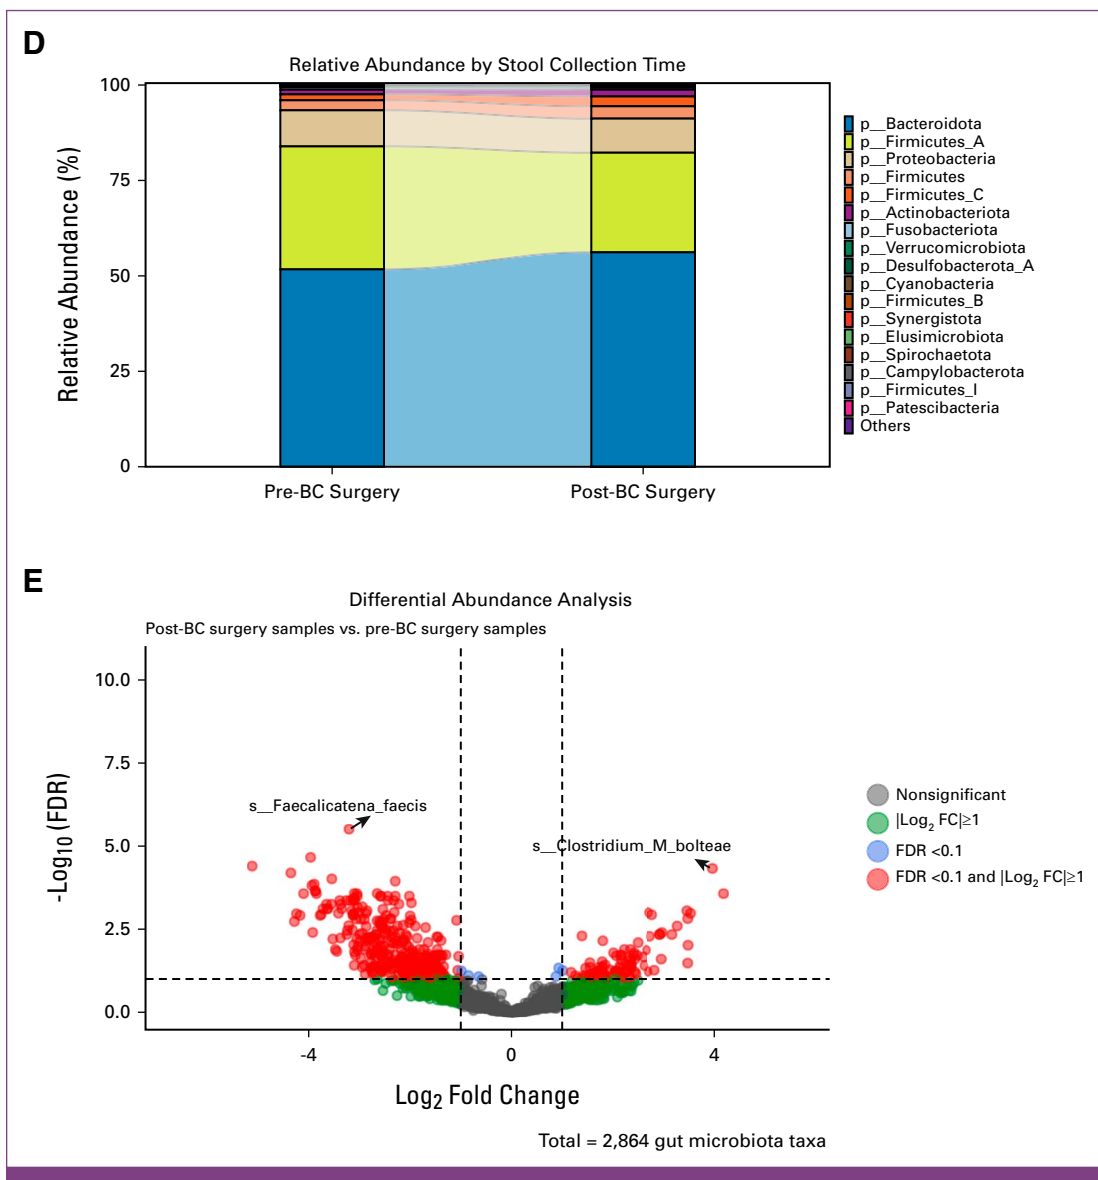 D
Relative Abundance by Stool Collection Time
Relative Abundance (%)
100
75
50
25
0
Pre-BC Surgery
Post-BC Surgery
p__Bacteroidota
p__Firmicutes_A
p__Proteobacteria
p__Firmicutes
p__Firmicutes_C
p__Actinobacteriota
p__Fusobacteriota
p__Verrucomicrobiota
p__Desulfobacterota_A
p__Cyanobacteria
p__Firmicutes_B
p__Synergistota
p__Elusimicrobiota
p__Spirochaetota
p__Campylobacterota
p__Firmicutes_I
p__Patescibacteria
Others
E
Differential Abundance Analysis
Post-BC surgery samples vs. pre-BC surgery samples
-Log10 (FDR)
10.0
7.5
5.0
2.5
0.0
s__Faecalicatena_faecis
s__Clostridium_M_bolteae
-4
0
4
Log2 Fold Change
Nonsignificant
|Log2 FC|≥1
FDR <0.1
FDR <0.1 and |Log2 FC|≥1
Total = 2,864 gut microbiota taxa